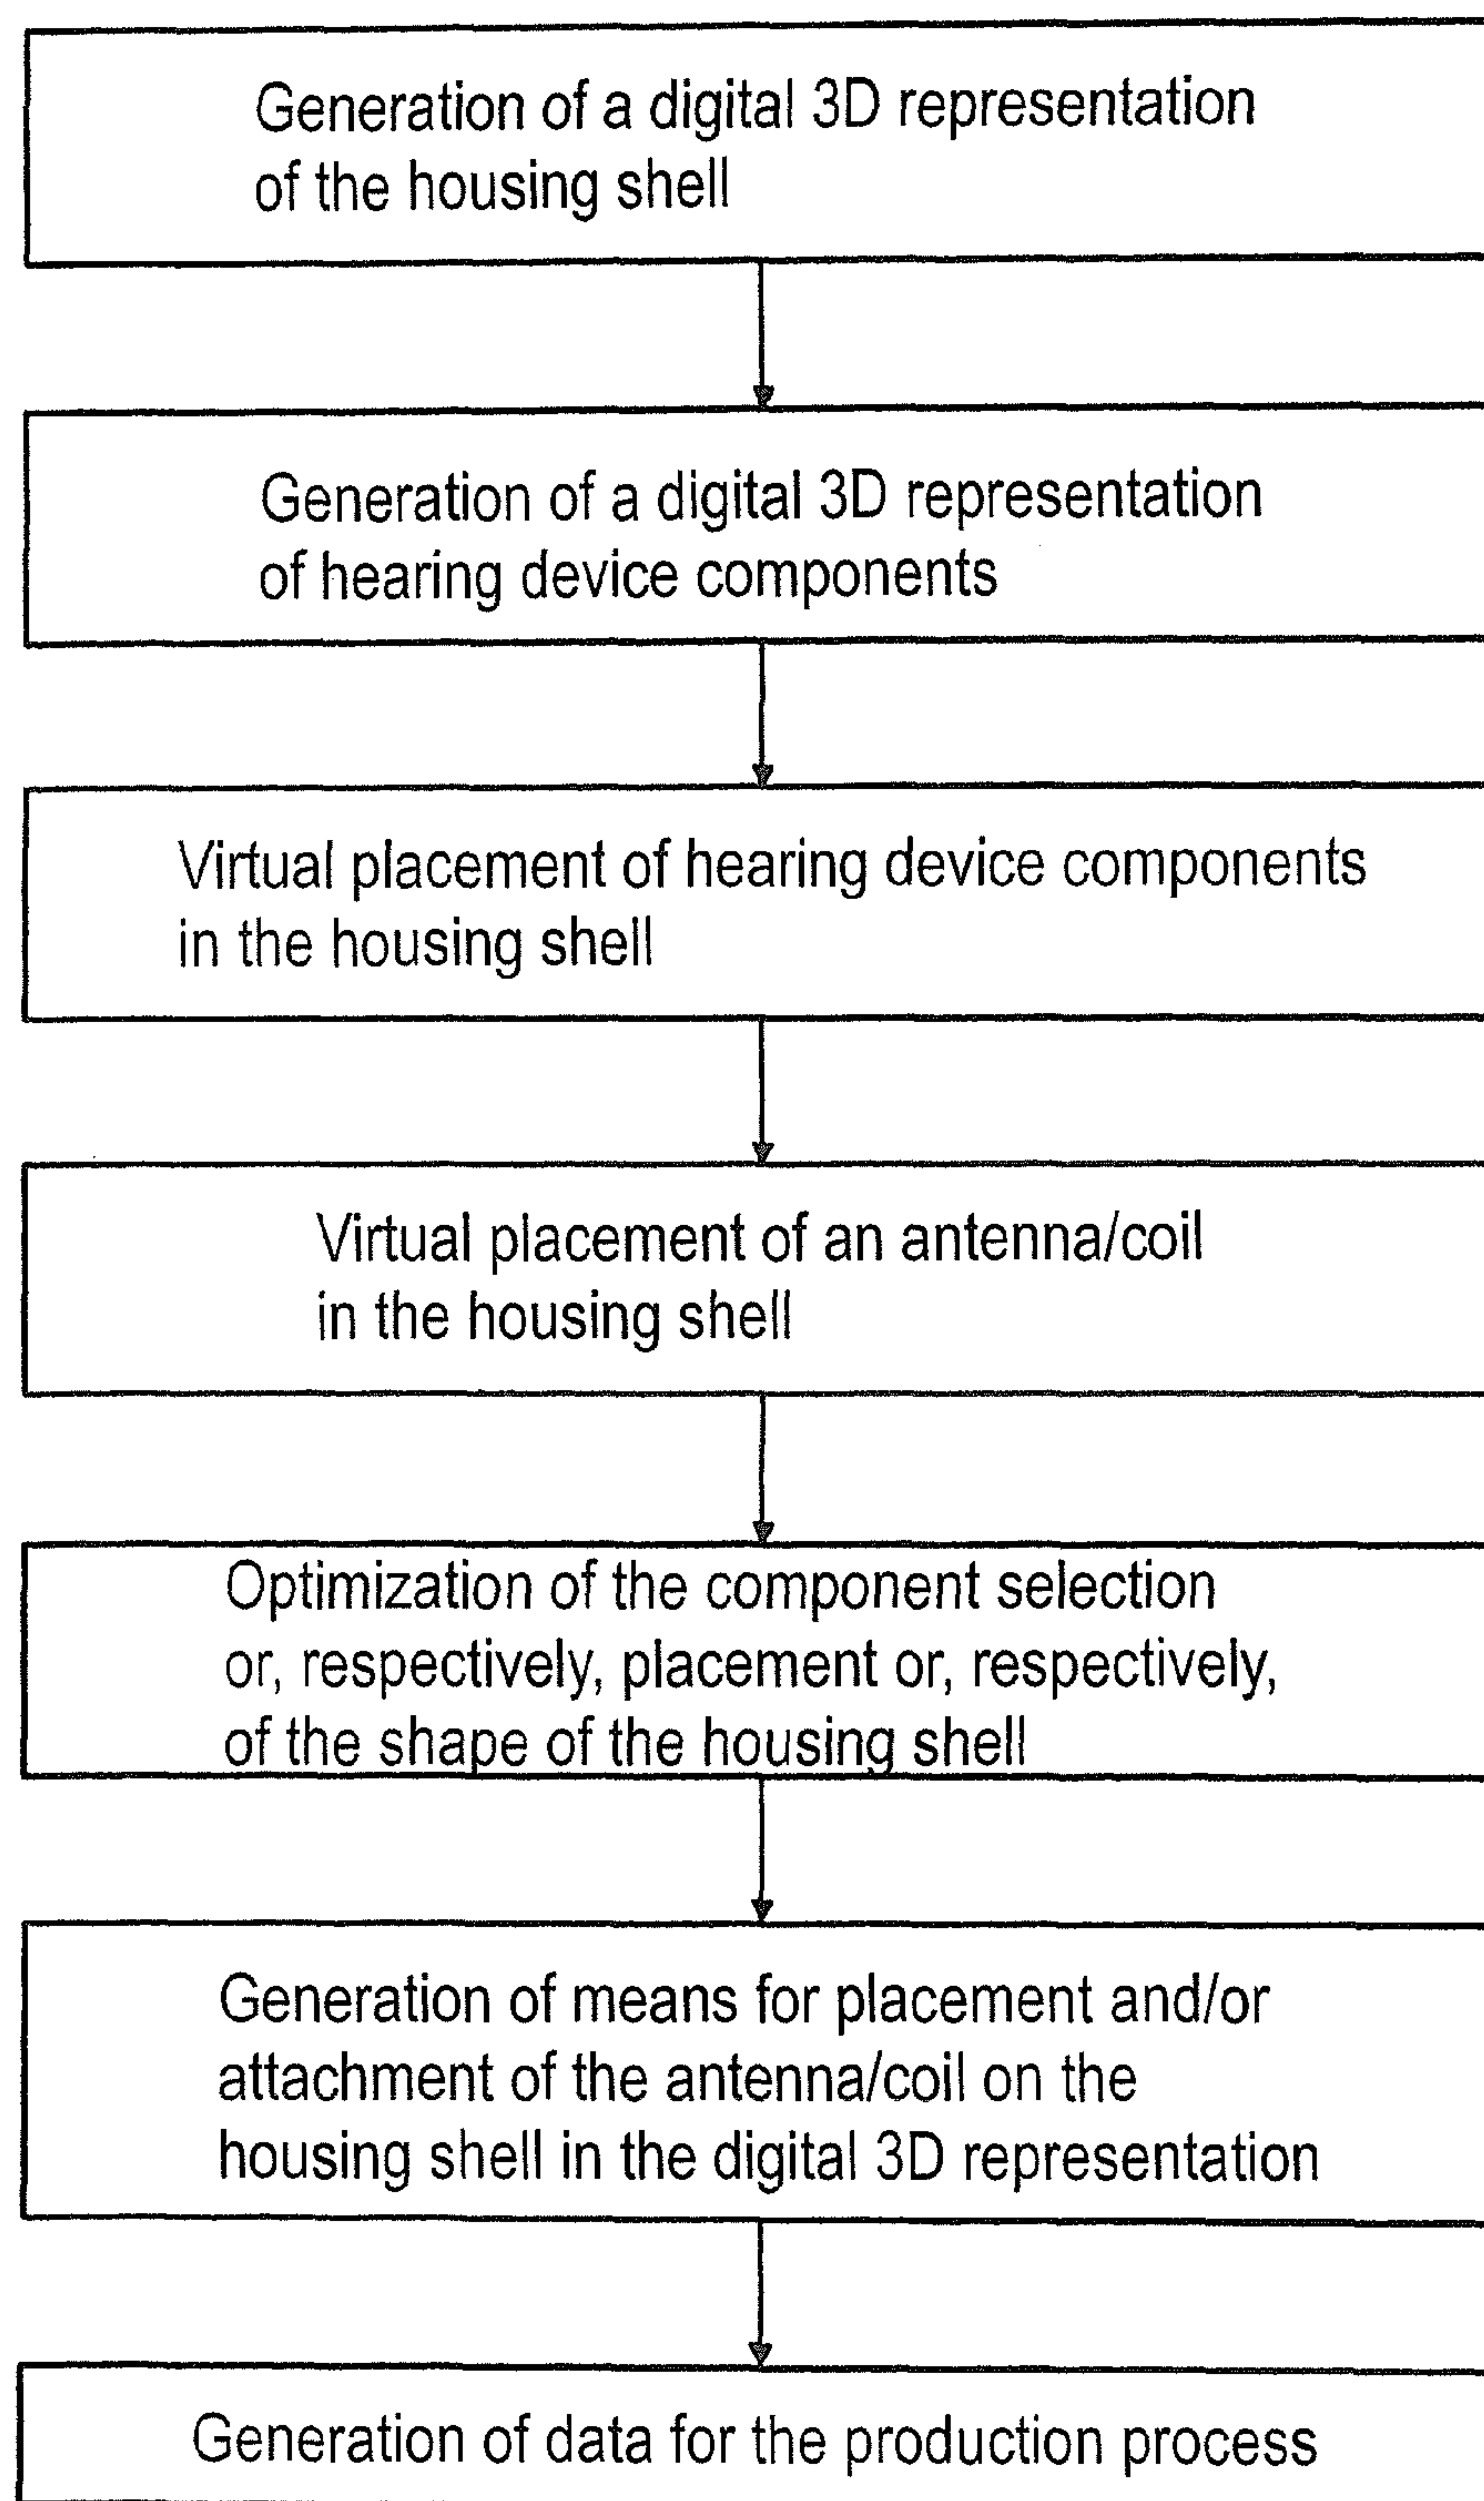 Generation of a digital 3D representation
of the housing shell
Generation of a digital 3D representation
of hearing device components
Virtual placement of hearing device components
in the housing shell
Virtual placement of an antenna/coil
in the housing shell
Optimization of the component selection
or, respectively, placement or, respectively,
of the shape of the housing shell
Generation of means for placement and/or
attachment of the antenna/coil on the
housing shell in the digital 3D representation
Generation of data for the production process